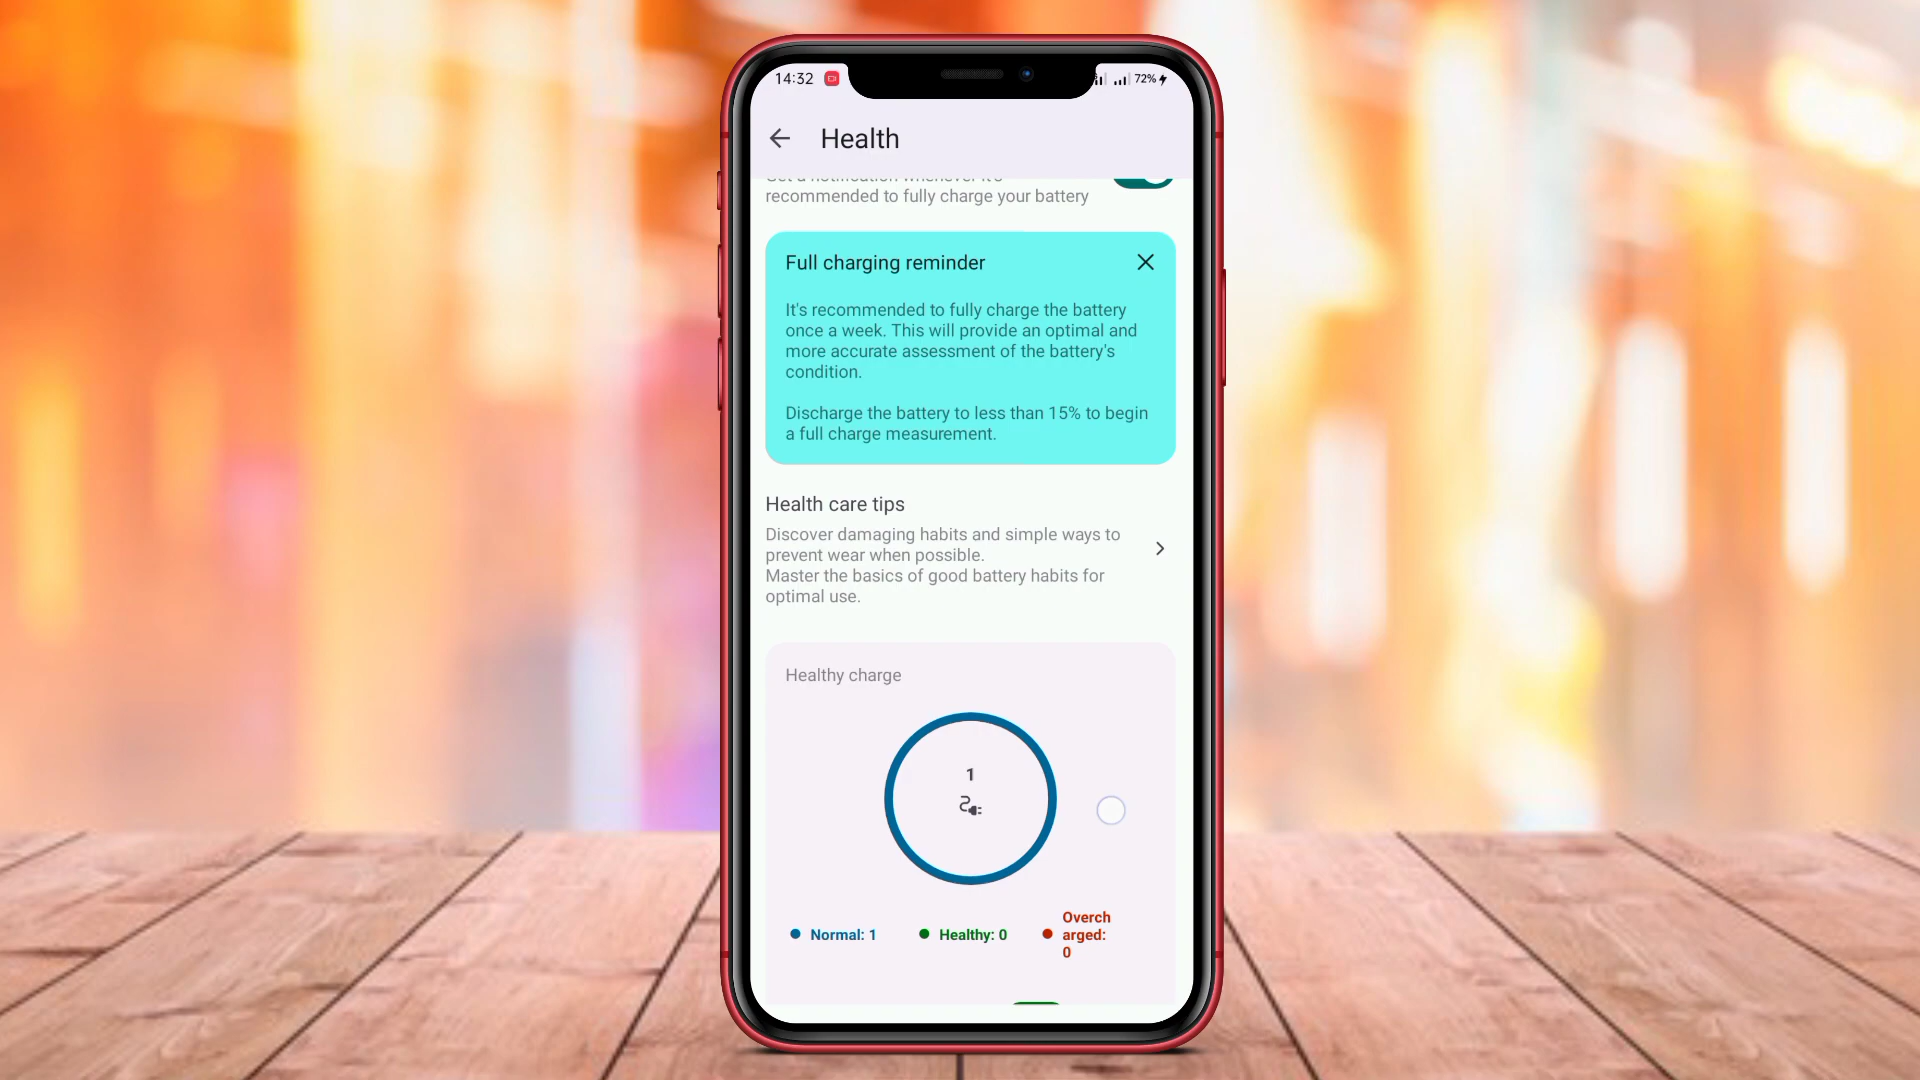 14:32
72%
Health
recommended to fully charge your battery
Full charging reminder
It's recommended to fully charge the battery
once a week. This will provide an optimal and
more accurate assessment of the battery's
condition.
Discharge the battery to less than 15% to begin
a full charge measurement.
Health care tips
Discover damaging habits and simple ways to
prevent wear when possible.
Master the basics of good battery habits for
optimal use.
Healthy charge
1
Normal: 1
Healthy: 0
Overch
arged:
0